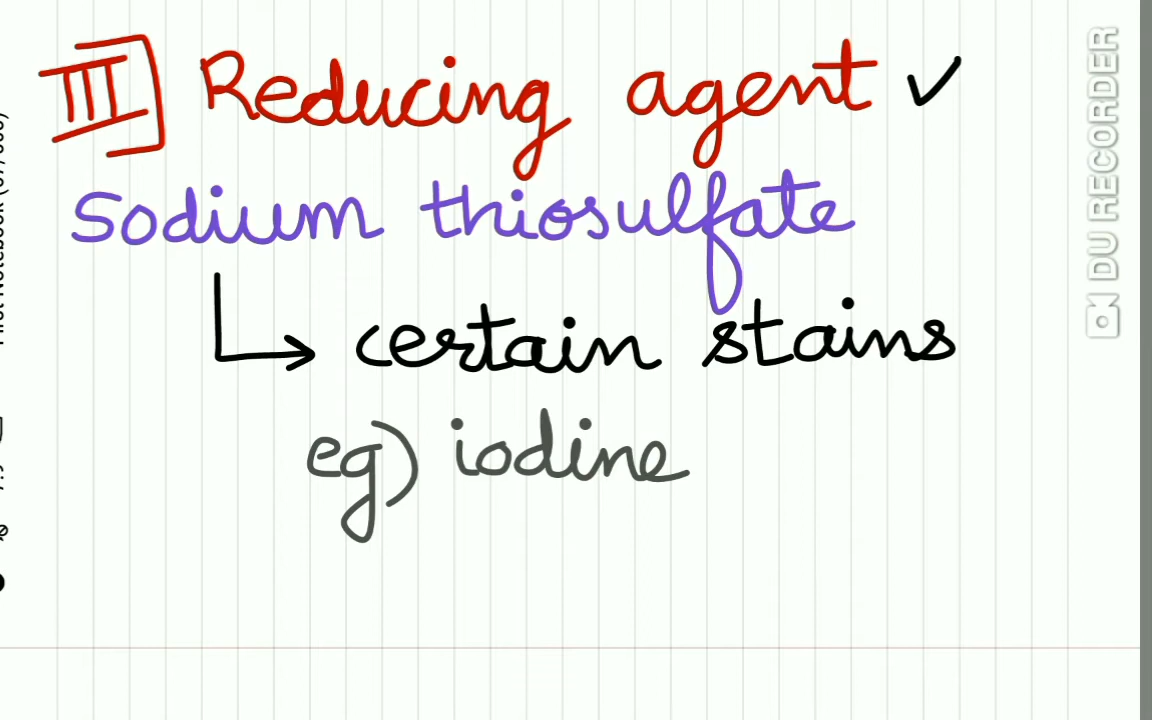 III] Reducing agent ✓
Sodium thiosulfate
↳ certain stains
eg) iodine
DU RECORDER